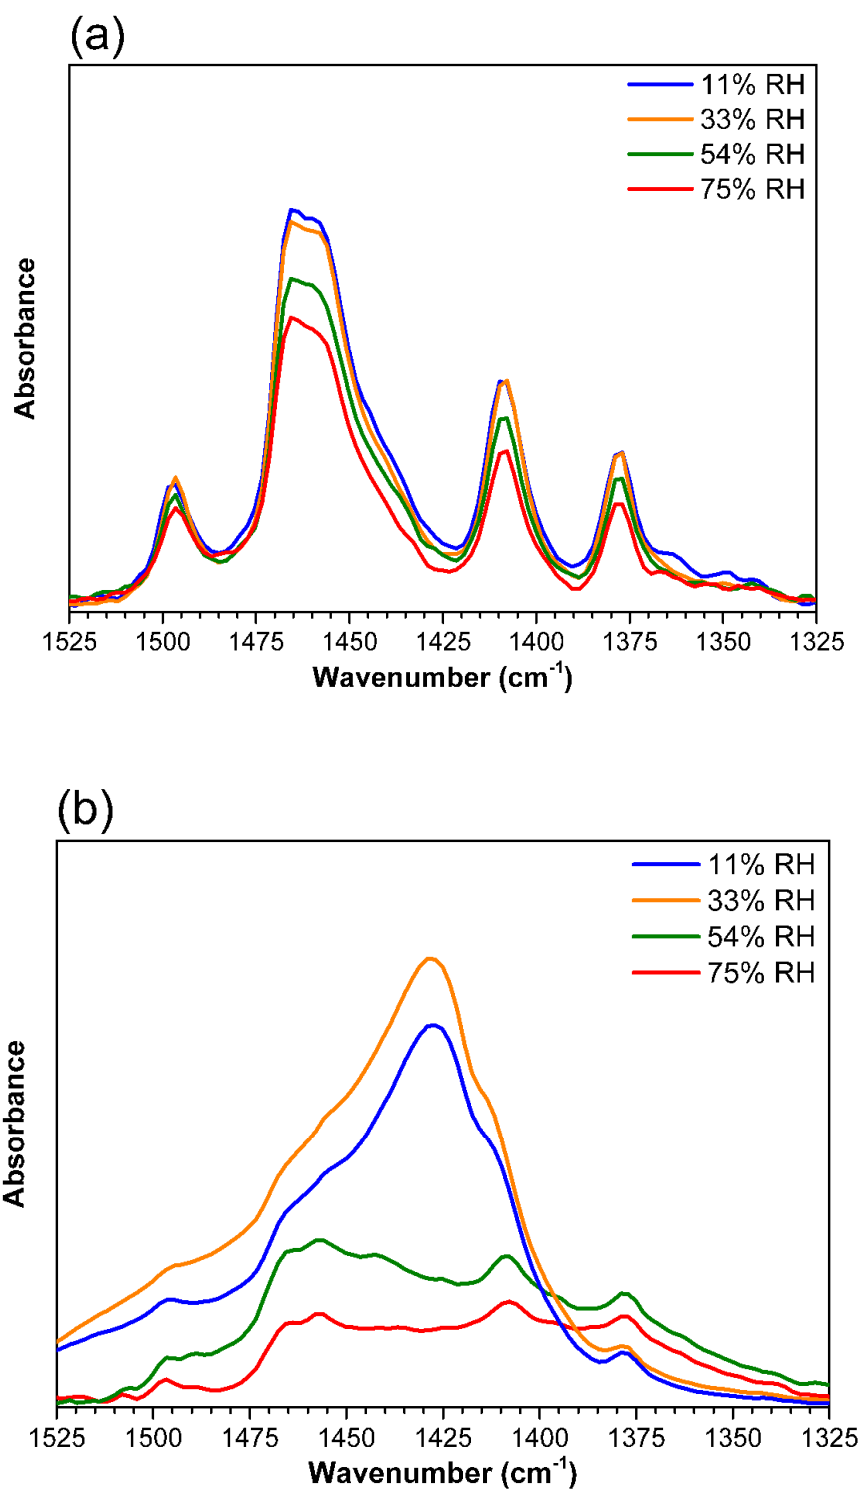 (a)
11% RH
33% RH
54% RH
75% RH
Absorbance
1525 1500 1475 1450 1425 1400 1375 1350 1325
Wavenumber (cm⁻¹)
(b)
11% RH
33% RH
54% RH
75% RH
Absorbance
1525 1500 1475 1450 1425 1400 1375 1350 1325
Wavenumber (cm⁻¹)